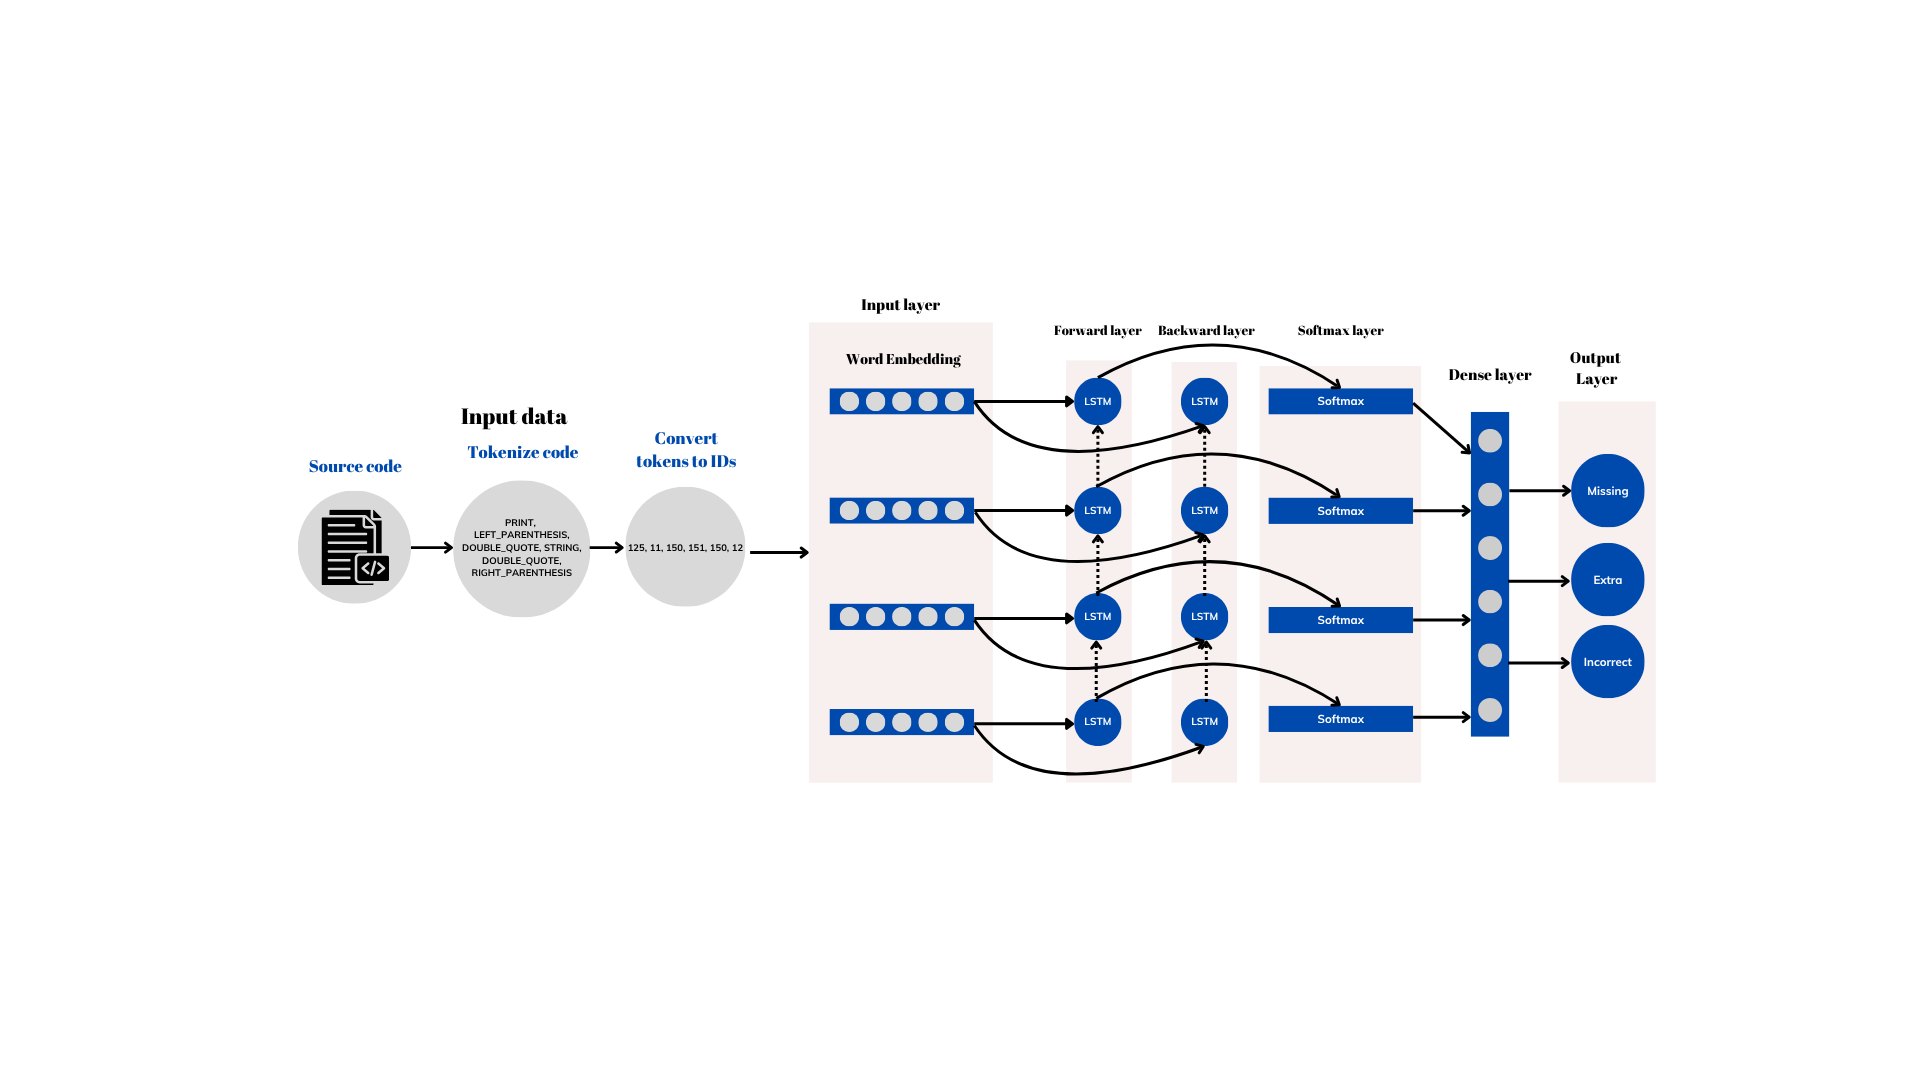 Input data
Source code
Tokenize code
PRINT,
LEFT_PARENTHESIS,
DOUBLE_QUOTE, STRING,
DOUBLE_QUOTE,
RIGHT_PARENTHESIS
Convert
tokens to IDs
125, 11, 150, 151, 150, 12
Input layer
Word Embedding
Forward layer
LSTM
LSTM
LSTM
LSTM
Backward layer
LSTM
LSTM
LSTM
LSTM
Softmax layer
Softmax
Softmax
Softmax
Softmax
Dense layer
Output
Layer
Missing
Extra
Incorrect